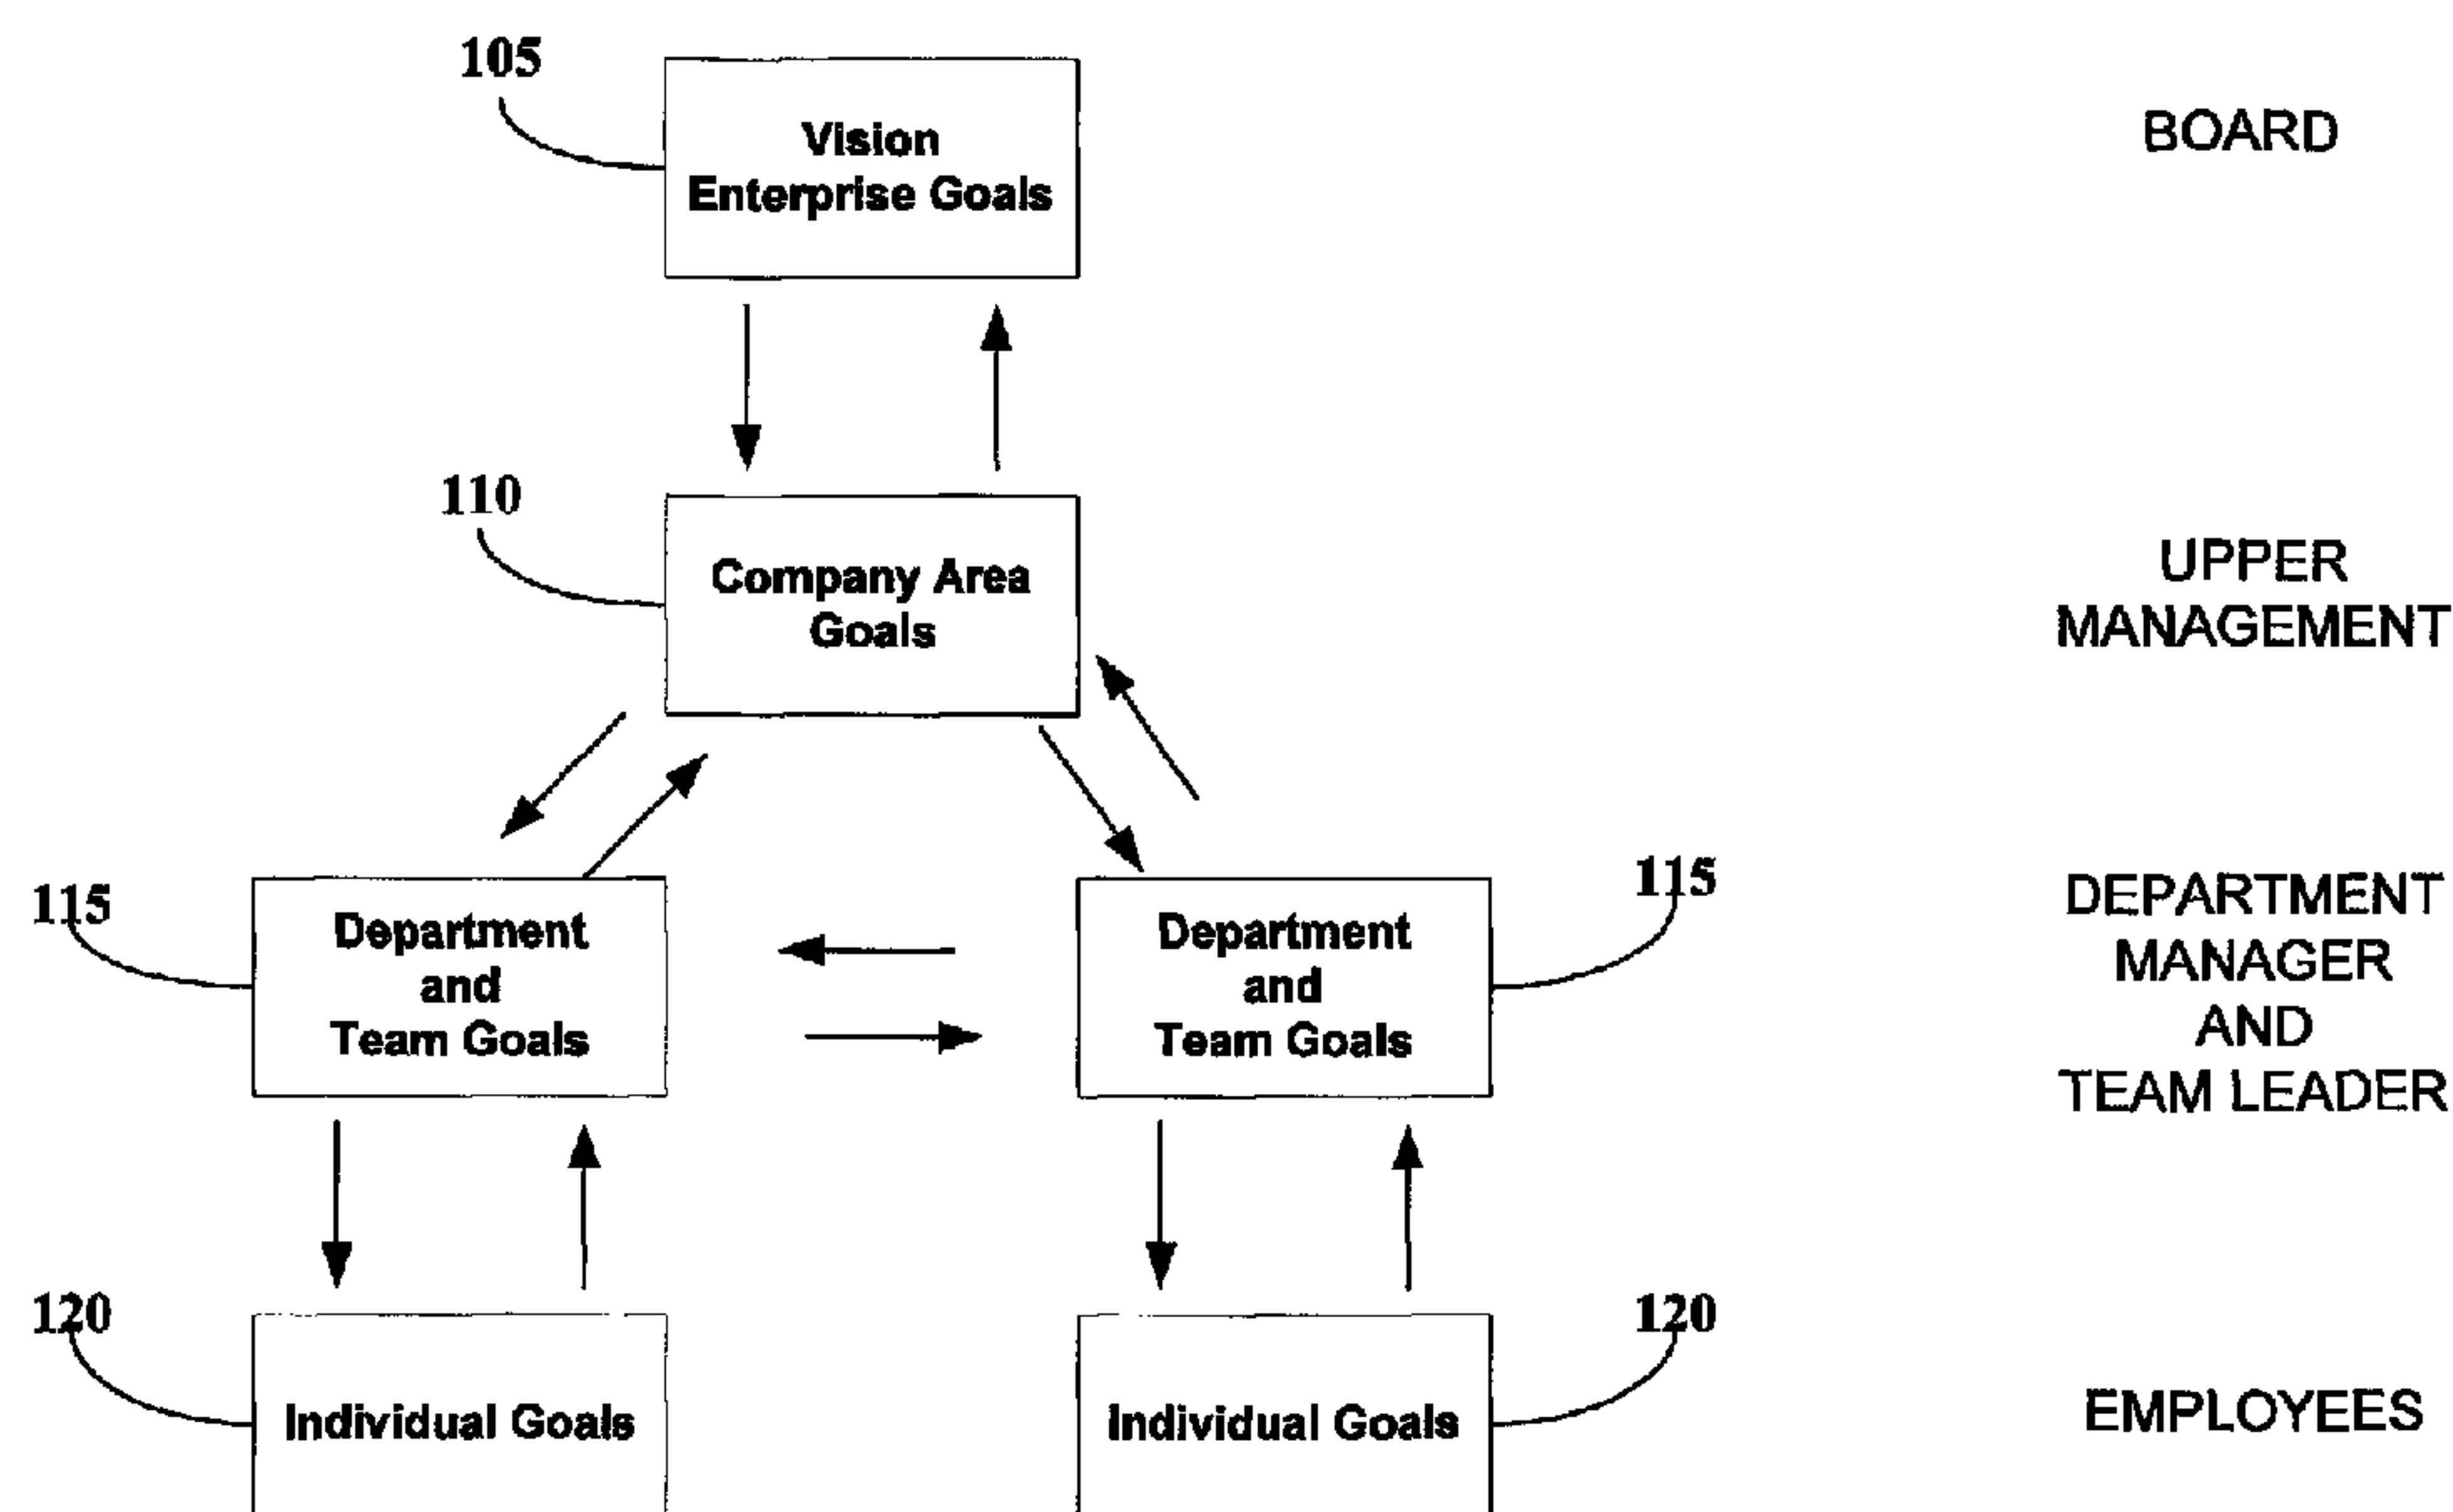 105
Vision
Enterprise Goals
BOARD
110
Company Area
Goals
UPPER
MANAGEMENT
115
Department
and
Team Goals
Department
and
Team Goals
115
DEPARTMENT
MANAGER
AND
TEAM LEADER
120
Individual Goals
Individual Goals
120
EMPLOYEES